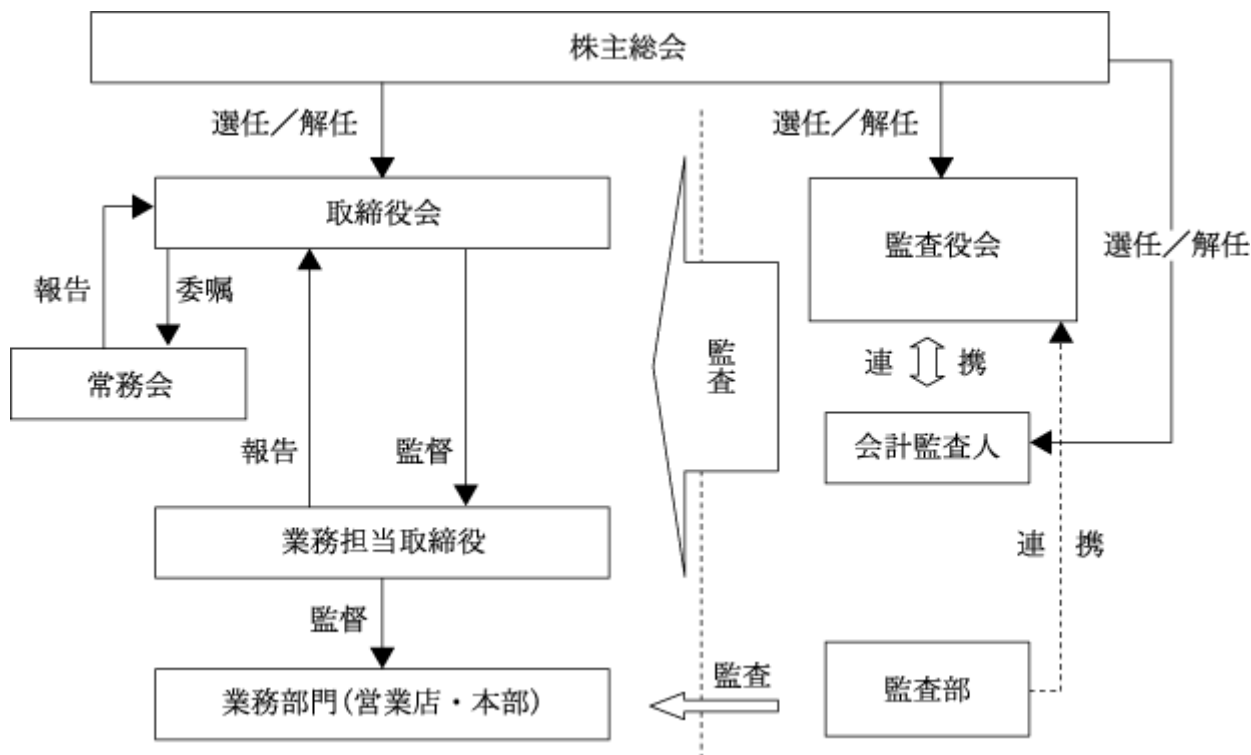 株主総会
選任／解任
選任／解任
取締役会
監査役会
選任／解任
報告
委嘱
監査
連携
常務会
会計監査人
報告
監督
業務担当取締役
連携
監督
監査
業務部門(営業店・本部)
監査部